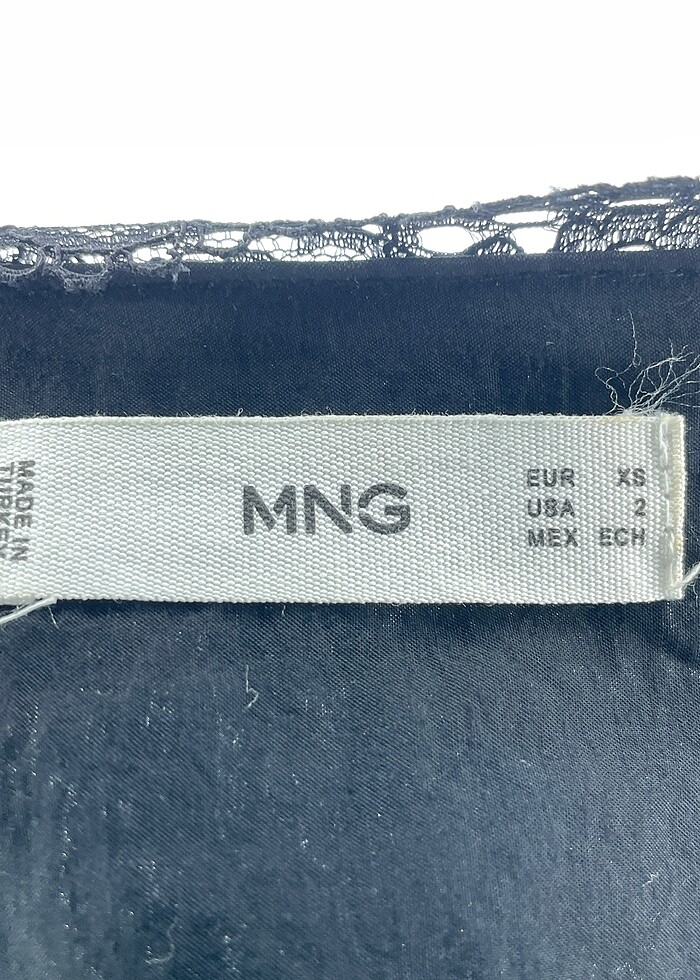 MADE IN
TURKEY
MNG
EUR XS
USA 2
MEX ECH